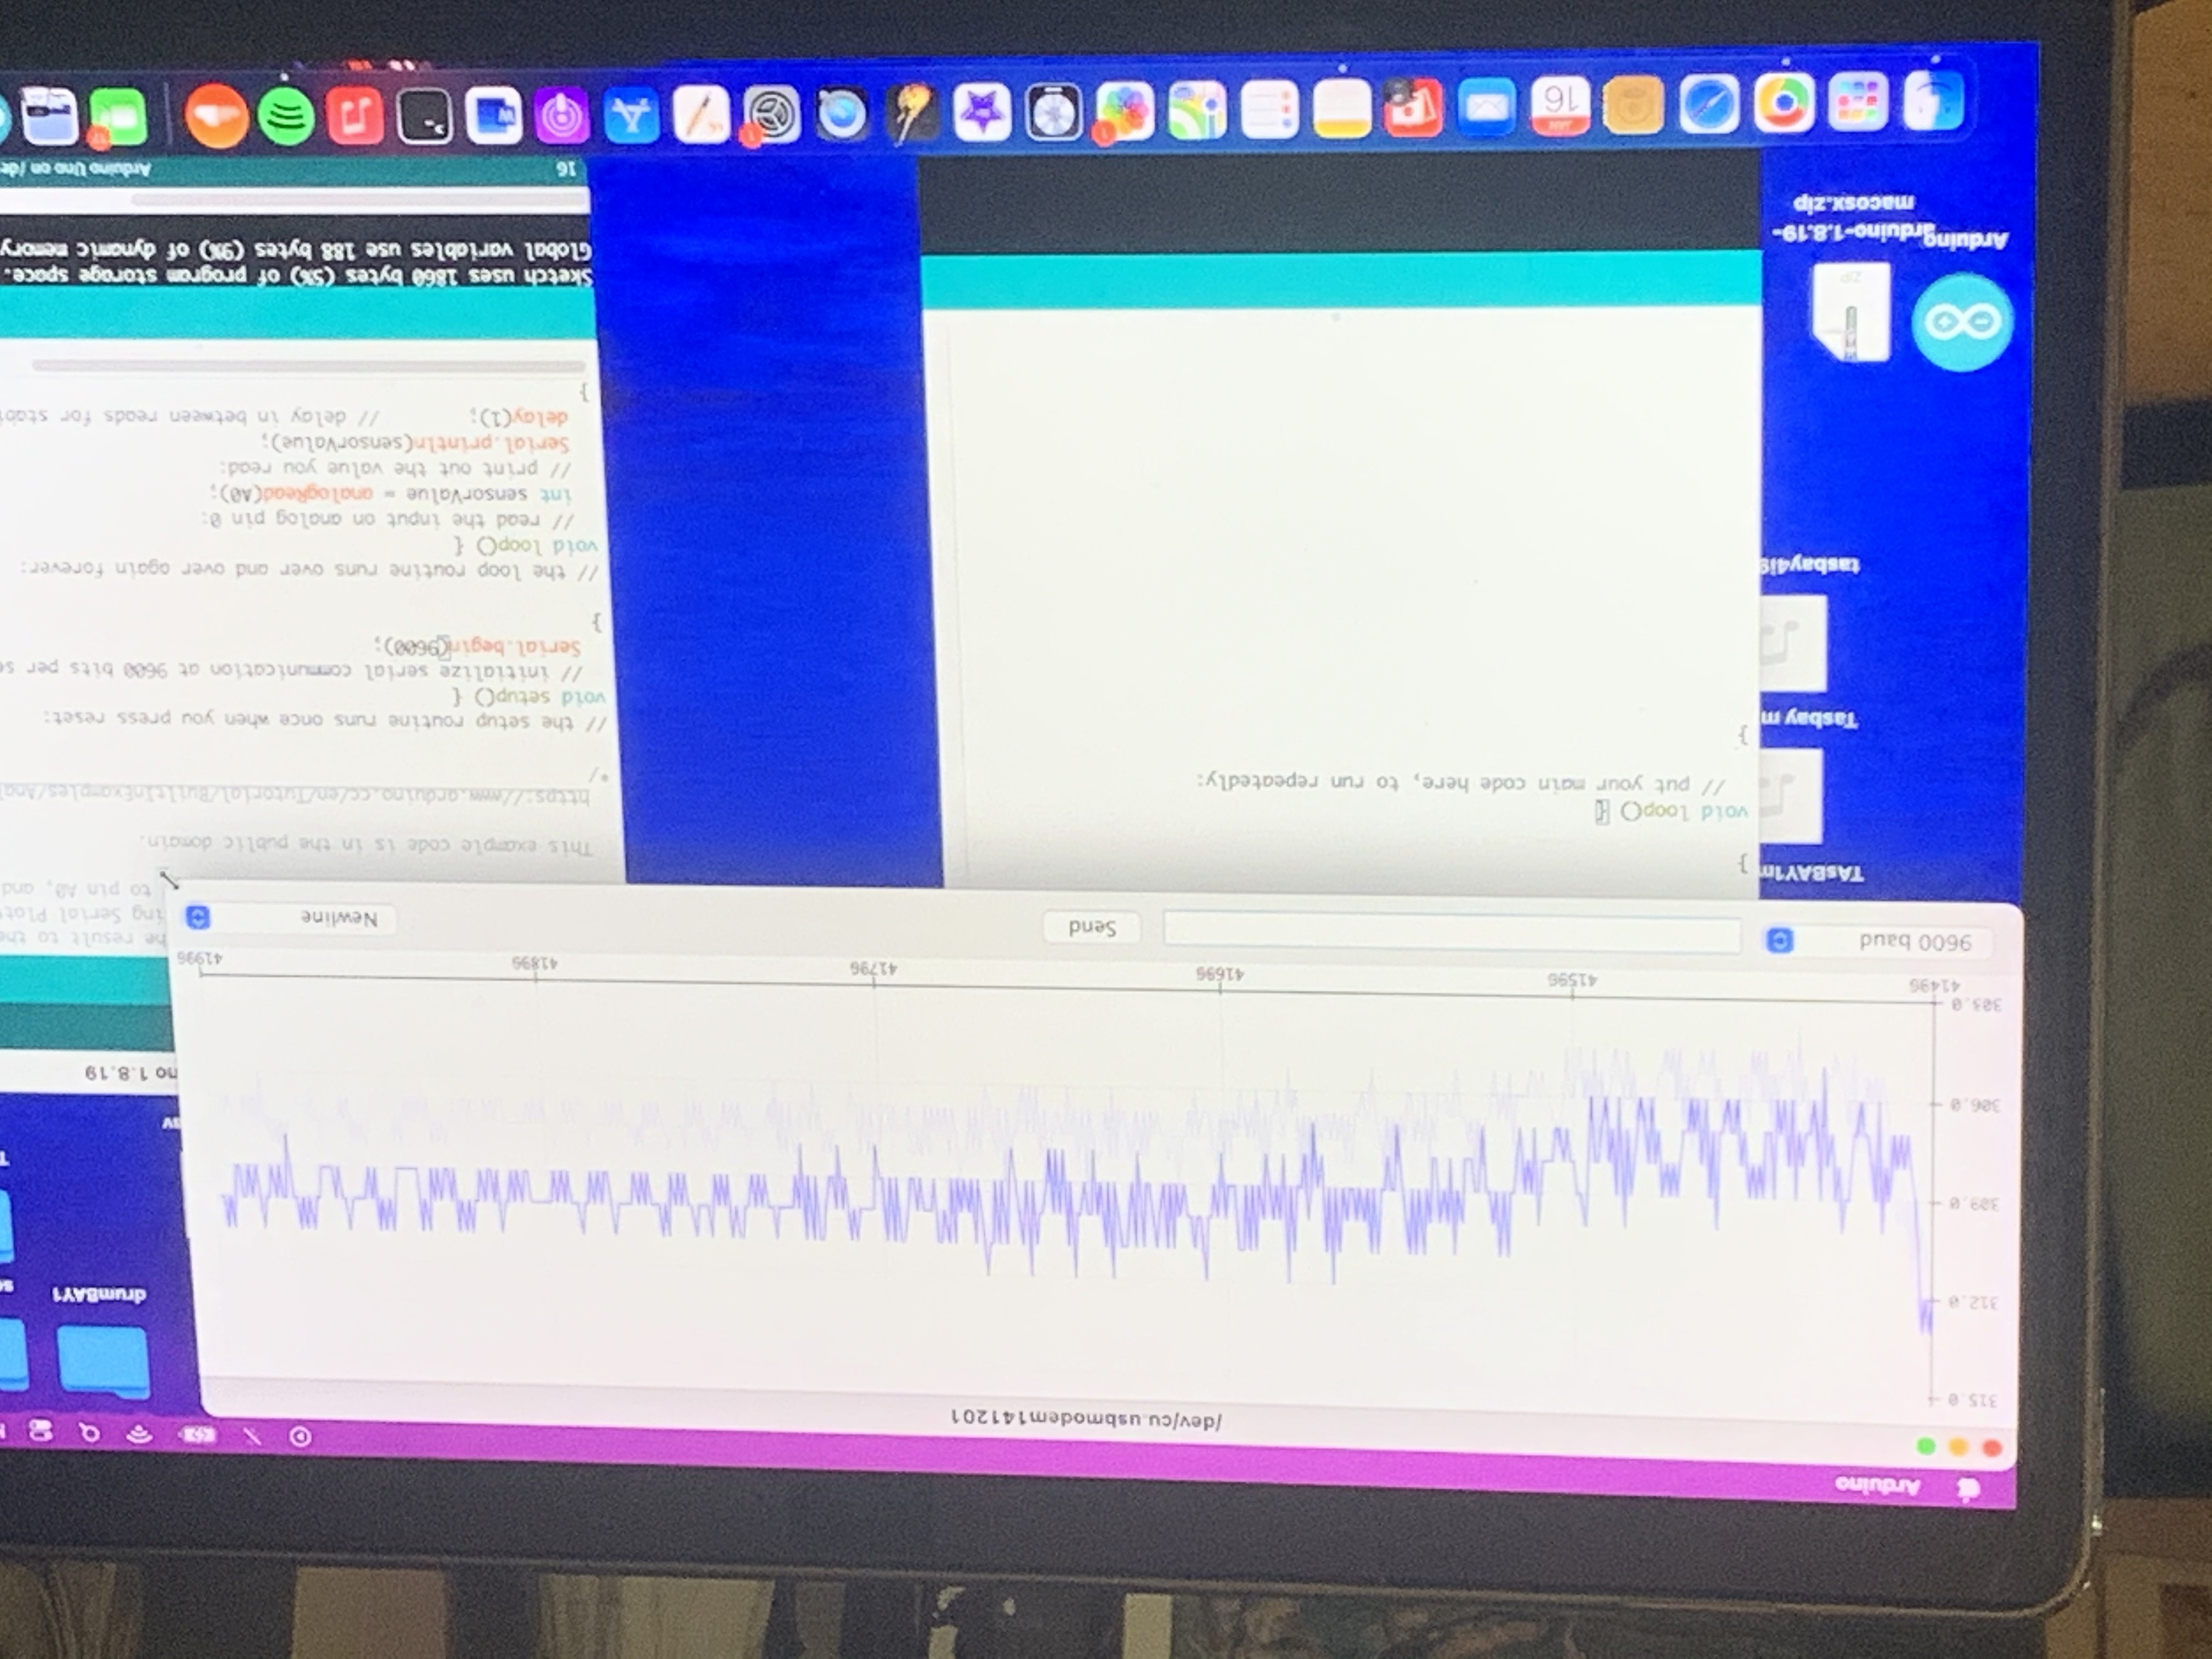 Arduino
/dev/cu.usbmodem141201
315.0
312.0
309.0
306.0
303.0
41496
41596
41696
41796
41896
41996
9600 baud
Send
Newline
drumBAY1
no 1.8.19
he result to the
ing Serial Plot
to pin A0, and
This example code is in the public domain.
https://www.arduino.cc/en/Tutorial/BuiltInExamples/Anal
*/
// the setup routine runs once when you press reset:
void setup() {
// initialize serial communication at 9600 bits per se
Serial.begin(9600);
}
// the loop routine runs over and over again forever:
void loop() {
// read the input on analog pin 0:
int sensorValue = analogRead(A0);
// print out the value you read:
Serial.println(sensorValue);
delay(1); // delay in between reads for stabi
}
Sketch uses 1860 bytes (5%) of program storage space.
Global variables use 188 bytes (9%) of dynamic memory
16
Arduino Uno on /de
TAsBAY1m
Tasbay m
tasbay4i9
}
void loop() {
// put your main code here, to run repeatedly:
}
Arduino
arduino-1.8.19-
macosx.zip
ZIP
JAN
16